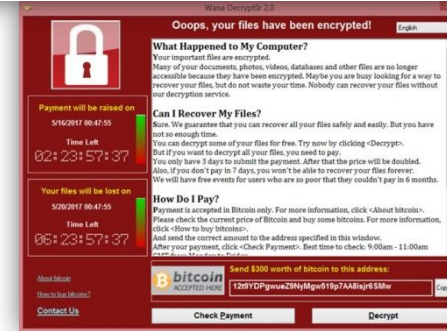 Wana Decrypt0r 2.0
Ooops, your files have been encrypted!
English
What Happened to My Computer?
Your important files are encrypted.
Many of your documents, photos, videos, databases and other files are no longer
accessible because they have been encrypted. Maybe you are busy looking for a way to
recover your files, but do not waste your time. Nobody can recover your files without
our decryption service.
Can I Recover My Files?
Sure. We guarantee that you can recover all your files safely and easily. But you have
not so enough time.
You can decrypt some of your files for free. Try now by clicking <Decrypt>.
But if you want to decrypt all your files, you need to pay.
You only have 3 days to submit the payment. After that the price will be doubled.
Also, if you don't pay in 7 days, you won't be able to recover your files forever.
We will have free events for users who are so poor that they couldn't pay in 6 months.
How Do I Pay?
Payment is accepted in Bitcoin only. For more information, click <About bitcoin>.
Please check the current price of Bitcoin and buy some bitcoins. For more information,
click <How to buy bitcoins>.
And send the correct amount to the address specified in this window.
After your payment, click <Check Payment>. Best time to check: 9:00am - 11:00am
GMT from Monday to Friday.
Payment will be raised on
5/16/2017 00:47:55
Time Left
02:23:57:37
Your files will be lost on
5/20/2017 00:47:55
Time Left
06:23:57:37
About bitcoin
How to buy bitcoins?
Contact Us
bitcoin
ACCEPTED HERE
Send $300 worth of bitcoin to this address:
12t9YDPgwueZ9NyMgw519p7AA8isjr6SMw
Cop
Check Payment
Decrypt